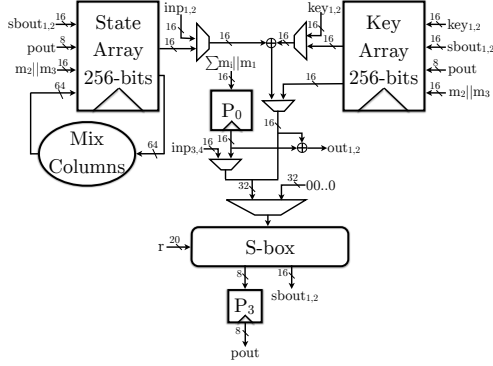 sbout1,2 16
pout 8
m2||m3 16
64
State
Array
256-bits
16
16
inp1,2
16
16
key1,2
16
16
16
Key
Array
256-bits
16 key1,2
16 sbout1,2
8 pout
16 m2||m3
∑mi||m1
16
P0
16
16
Mix
Columns
64
inp3,4 16
out1,2
32
32 00..0
r 20
S-box
8
16
sbout1,2
P3
8
pout